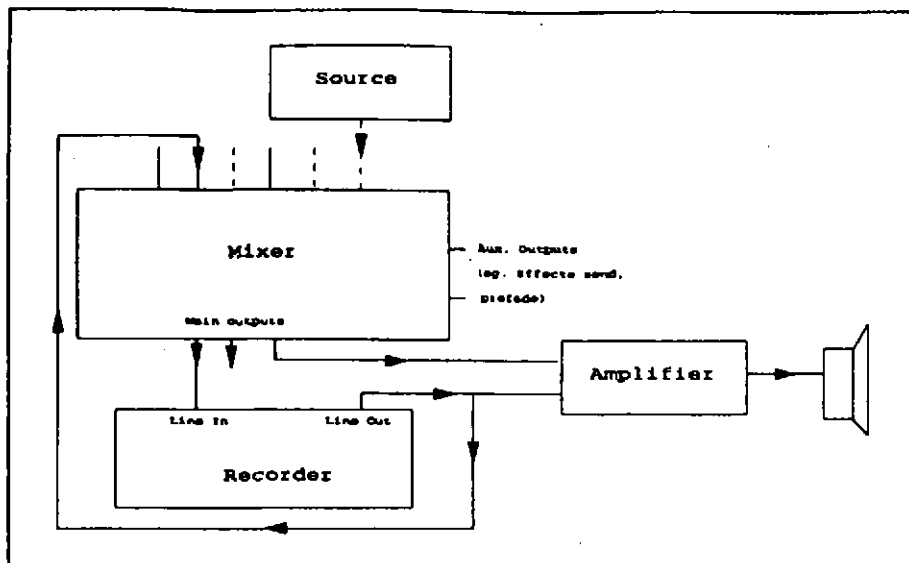 Source
Mixer
Aux. Outputs
(eg. Effects send,
prefade)
Main outputs
Amplifier
Line In
Line Out
Recorder